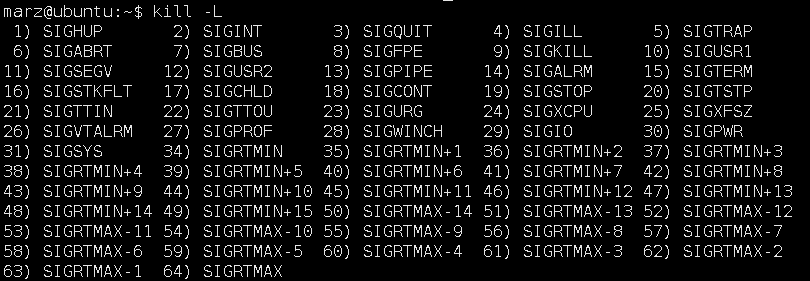 marz@ubuntu:~$ kill -L
 1) SIGHUP       2) SIGINT       3) SIGQUIT      4) SIGILL       5) SIGTRAP
 6) SIGABRT      7) SIGBUS       8) SIGFPE       9) SIGKILL     10) SIGUSR1
11) SIGSEGV     12) SIGUSR2     13) SIGPIPE     14) SIGALRM     15) SIGTERM
16) SIGSTKFLT   17) SIGCHLD     18) SIGCONT     19) SIGSTOP     20) SIGTSTP
21) SIGTTIN     22) SIGTTOU     23) SIGURG      24) SIGXCPU     25) SIGXFSZ
26) SIGVTALRM   27) SIGPROF     28) SIGWINCH    29) SIGIO       30) SIGPWR
31) SIGSYS      34) SIGRTMIN    35) SIGRTMIN+1  36) SIGRTMIN+2  37) SIGRTMIN+3
38) SIGRTMIN+4  39) SIGRTMIN+5  40) SIGRTMIN+6  41) SIGRTMIN+7  42) SIGRTMIN+8
43) SIGRTMIN+9  44) SIGRTMIN+10 45) SIGRTMIN+11 46) SIGRTMIN+12 47) SIGRTMIN+13
48) SIGRTMIN+14 49) SIGRTMIN+15 50) SIGRTMAX-14 51) SIGRTMAX-13 52) SIGRTMAX-12
53) SIGRTMAX-11 54) SIGRTMAX-10 55) SIGRTMAX-9  56) SIGRTMAX-8  57) SIGRTMAX-7
58) SIGRTMAX-6  59) SIGRTMAX-5  60) SIGRTMAX-4  61) SIGRTMAX-3  62) SIGRTMAX-2
63) SIGRTMAX-1  64) SIGRTMAX